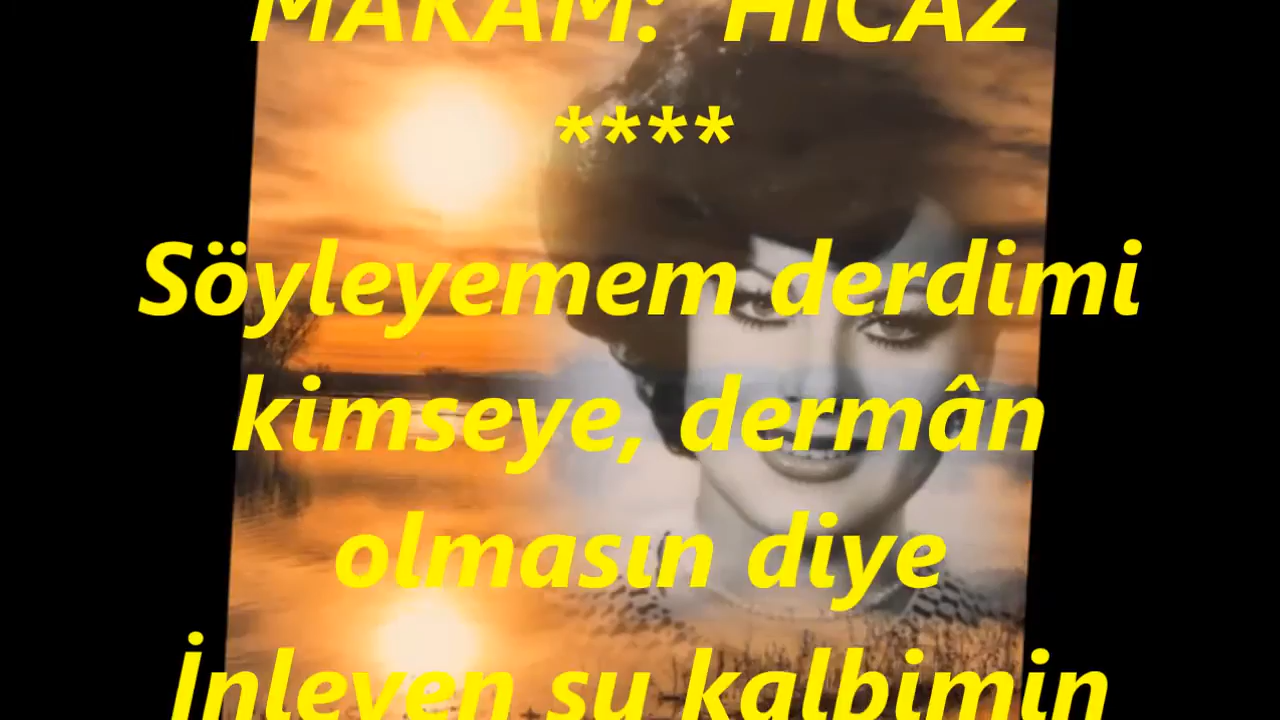 MAKAM: HİCAZ
****
Söyleyemem derdimi
kimseye, dermân
olmasın diye
İnleyen şu kalbimin